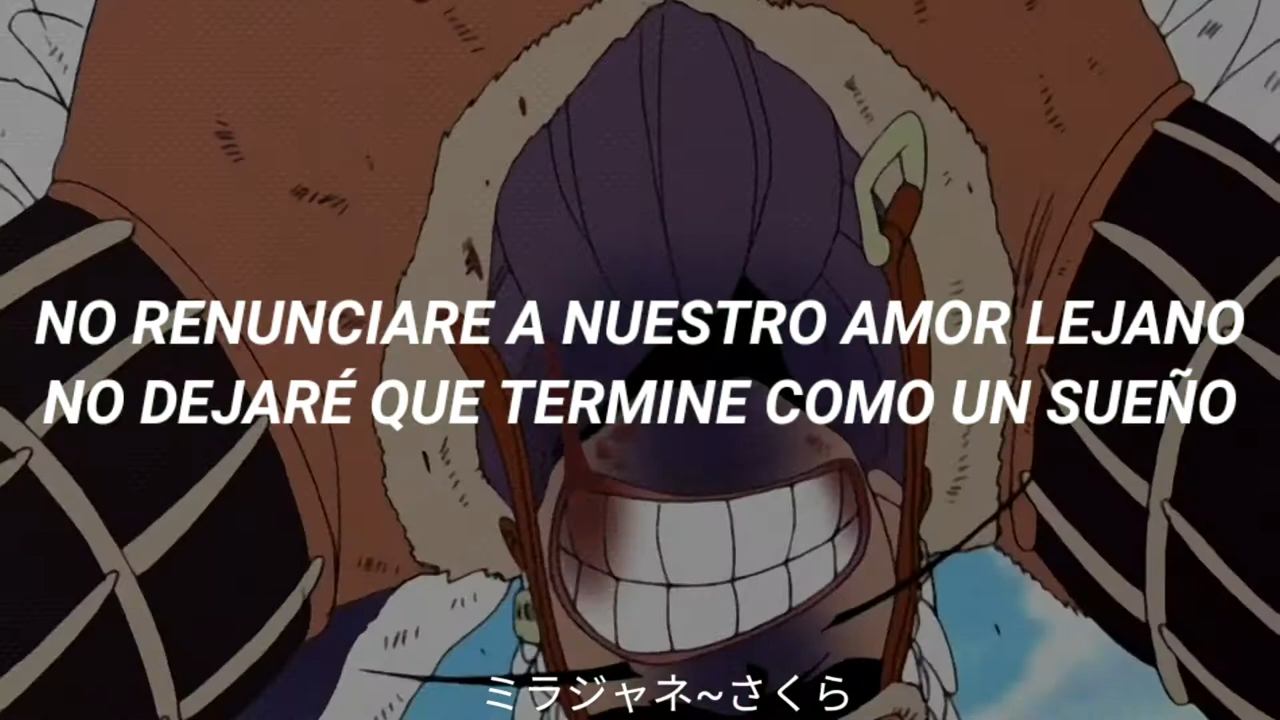 NO RENUNCIARE A NUESTRO AMOR LEJANO
NO DEJARÉ QUE TERMINE COMO UN SUEÑO
ミラジャネ~さくら